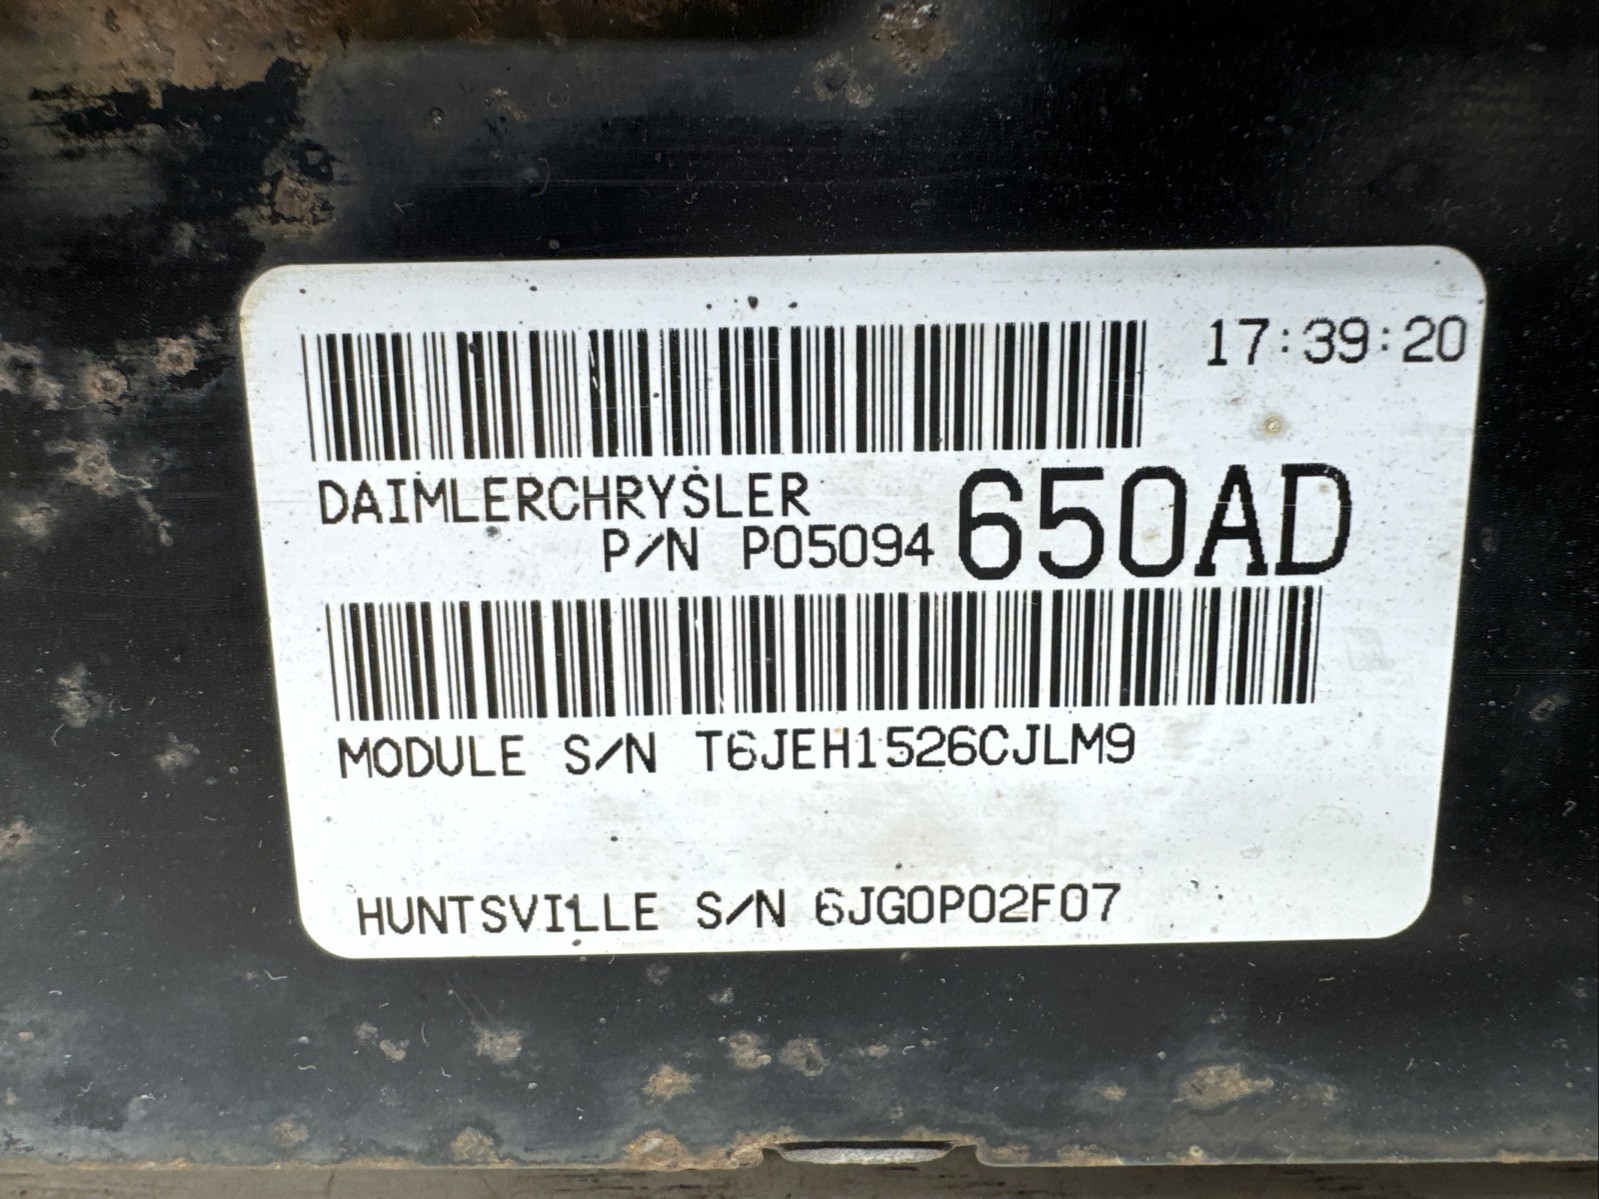 17:39:20
DAIMLERCHRYSLER
P/N P05094 650AD
MODULE S/N T6JEH1526CJLM9
HUNTSVILLE S/N 6JG0P02F07